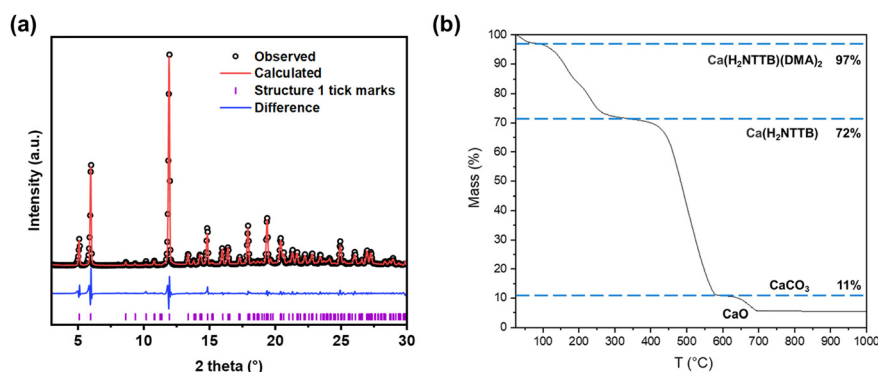 (a)
Observed
Calculated
Structure 1 tick marks
Difference
Intensity (a.u.)
5 10 15 20 25 30
2 theta (°)
(b)
100
90
80
70
60
50
40
30
20
10
0
Ca(H₂NTTB)(DMA)₂ 97%
Ca(H₂NTTB) 72%
CaCO₃ 11%
CaO
Mass (%)
100 200 300 400 500 600 700 800 900 1000
T (°C)